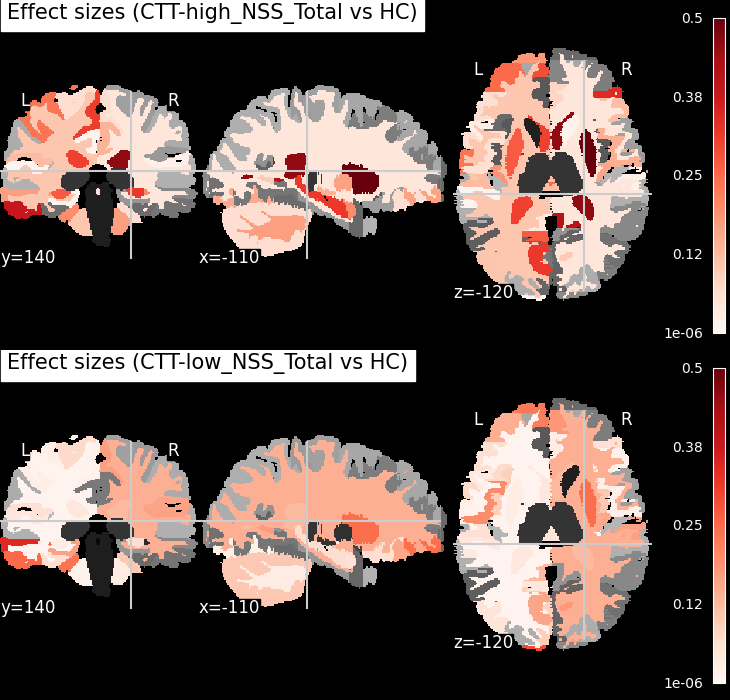 Effect sizes (CTT-high_NSS_Total vs HC)
L R L R
y=140 x=-110 z=-120
0.5
0.38
0.25
0.12
1e-06
Effect sizes (CTT-low_NSS_Total vs HC)
L R L R
y=140 x=-110 z=-120
0.5
0.38
0.25
0.12
1e-06